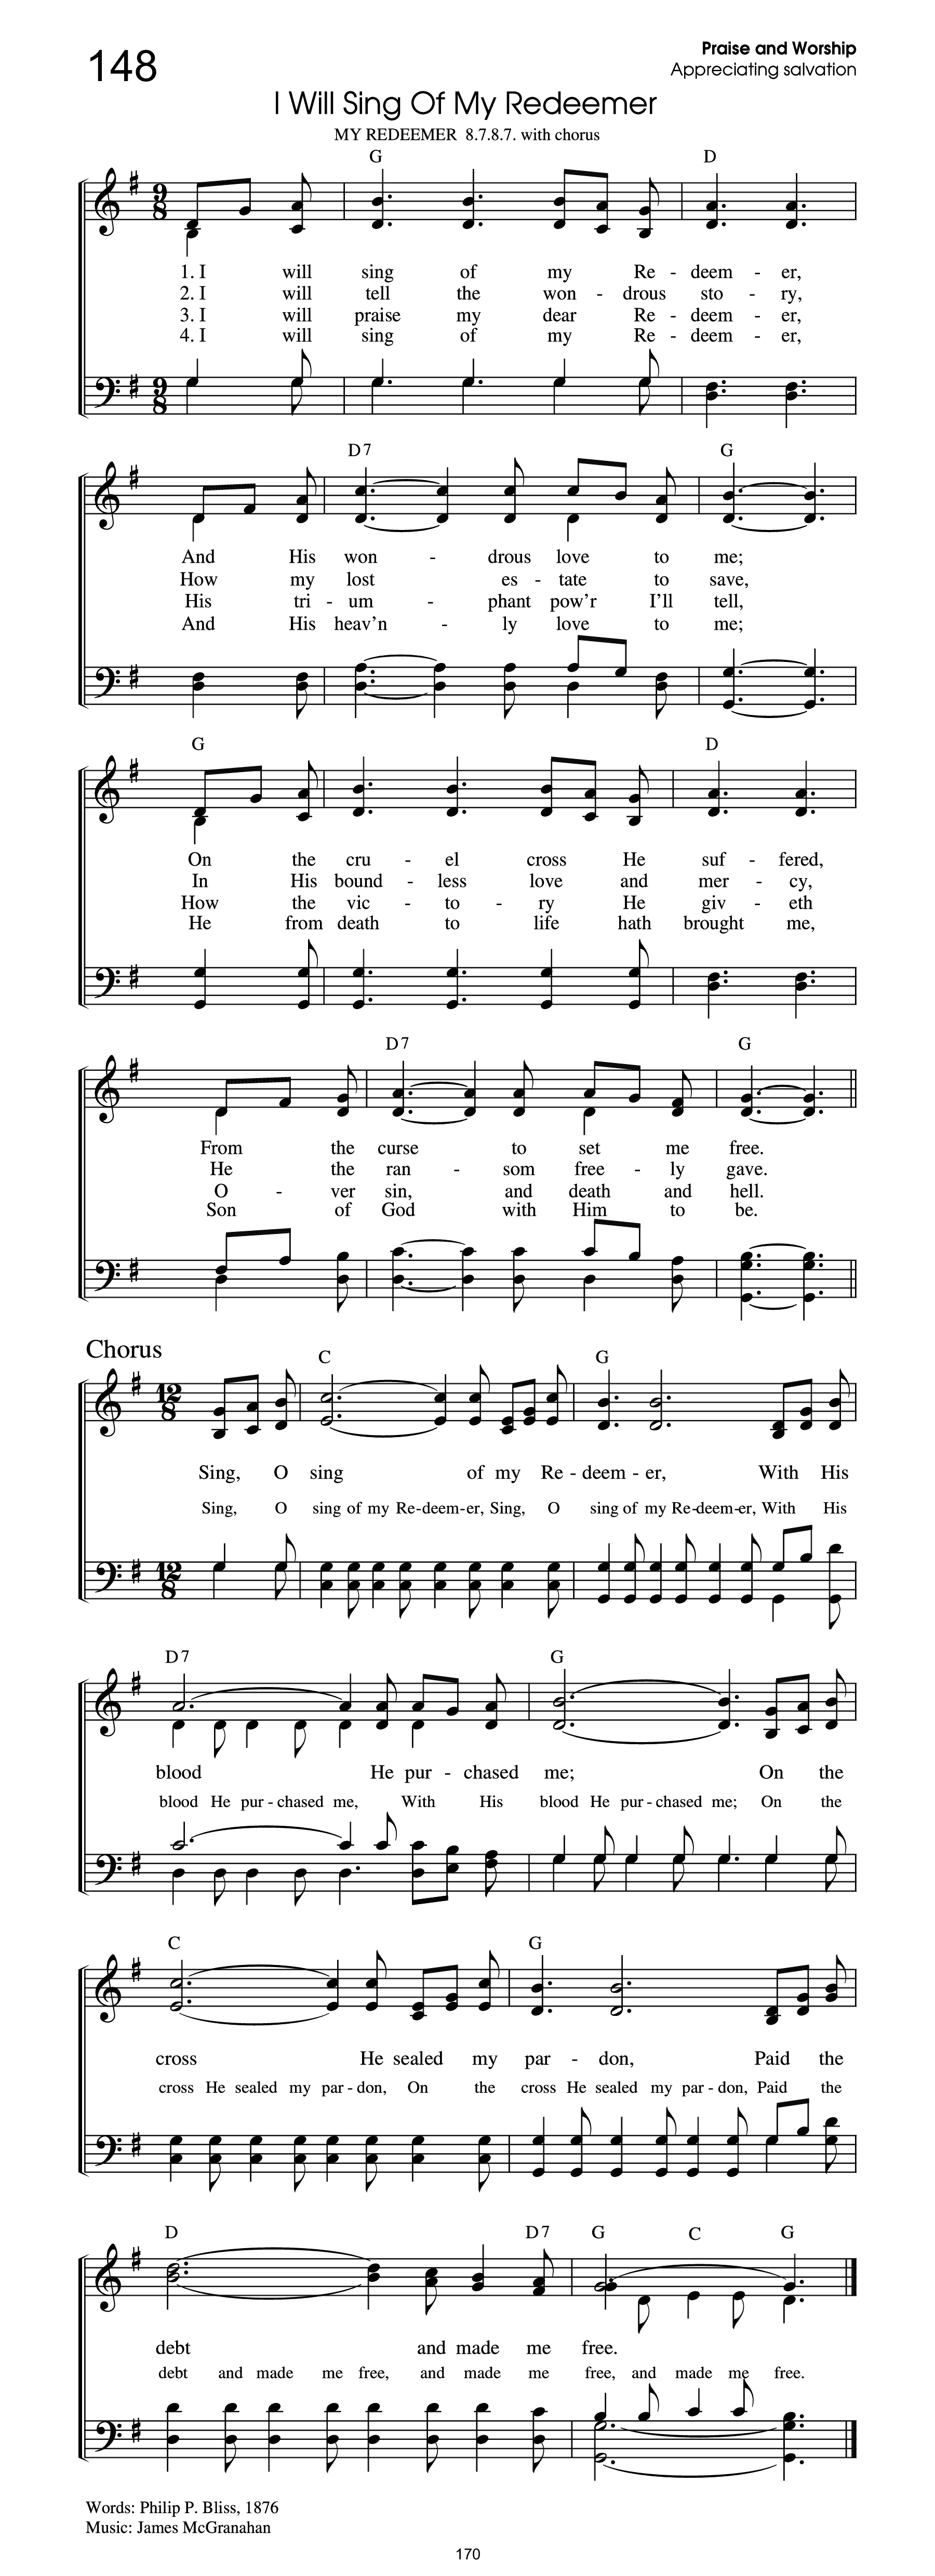 148
Praise and Worship
Appreciating salvation
I Will Sing Of My Redeemer
MY REDEEMER 8.7.8.7. with chorus
G D
9
8
1. I will sing of my Re - deem - er,
2. I will tell the won - drous sto - ry,
3. I will praise my dear Re - deem - er,
4. I will sing of my Re - deem - er,
9
8
D7 G
And His won - drous love to me;
How my lost es - tate to save,
His tri - um - phant pow'r I'll tell,
And His heav'n - ly love to me;
G D
On the cru - el cross He suf - fered,
In His bound - less love and mer - cy,
How the vic - to - ry He giv - eth
He from death to life hath brought me,
D7 G
From the curse to set me free.
He the ran - som free - ly gave.
O - ver sin, and death and hell.
Son of God with Him to be.
Chorus
C G
12
8
Sing, O sing of my Re - deem - er, With His
Sing, O sing of my Re-deem-er, Sing, O sing of my Re-deem-er, With His
12
8
D7 G
blood He pur - chased me; On the
blood He pur - chased me, With His blood He pur - chased me; On the
C G
cross He sealed my par - don, Paid the
cross He sealed my par - don, On the cross He sealed my par - don, Paid the
D D7 G C G
debt and made me free.
debt and made me free, and made me free, and made me free.
Words: Philip P. Bliss, 1876
Music: James McGranahan
170